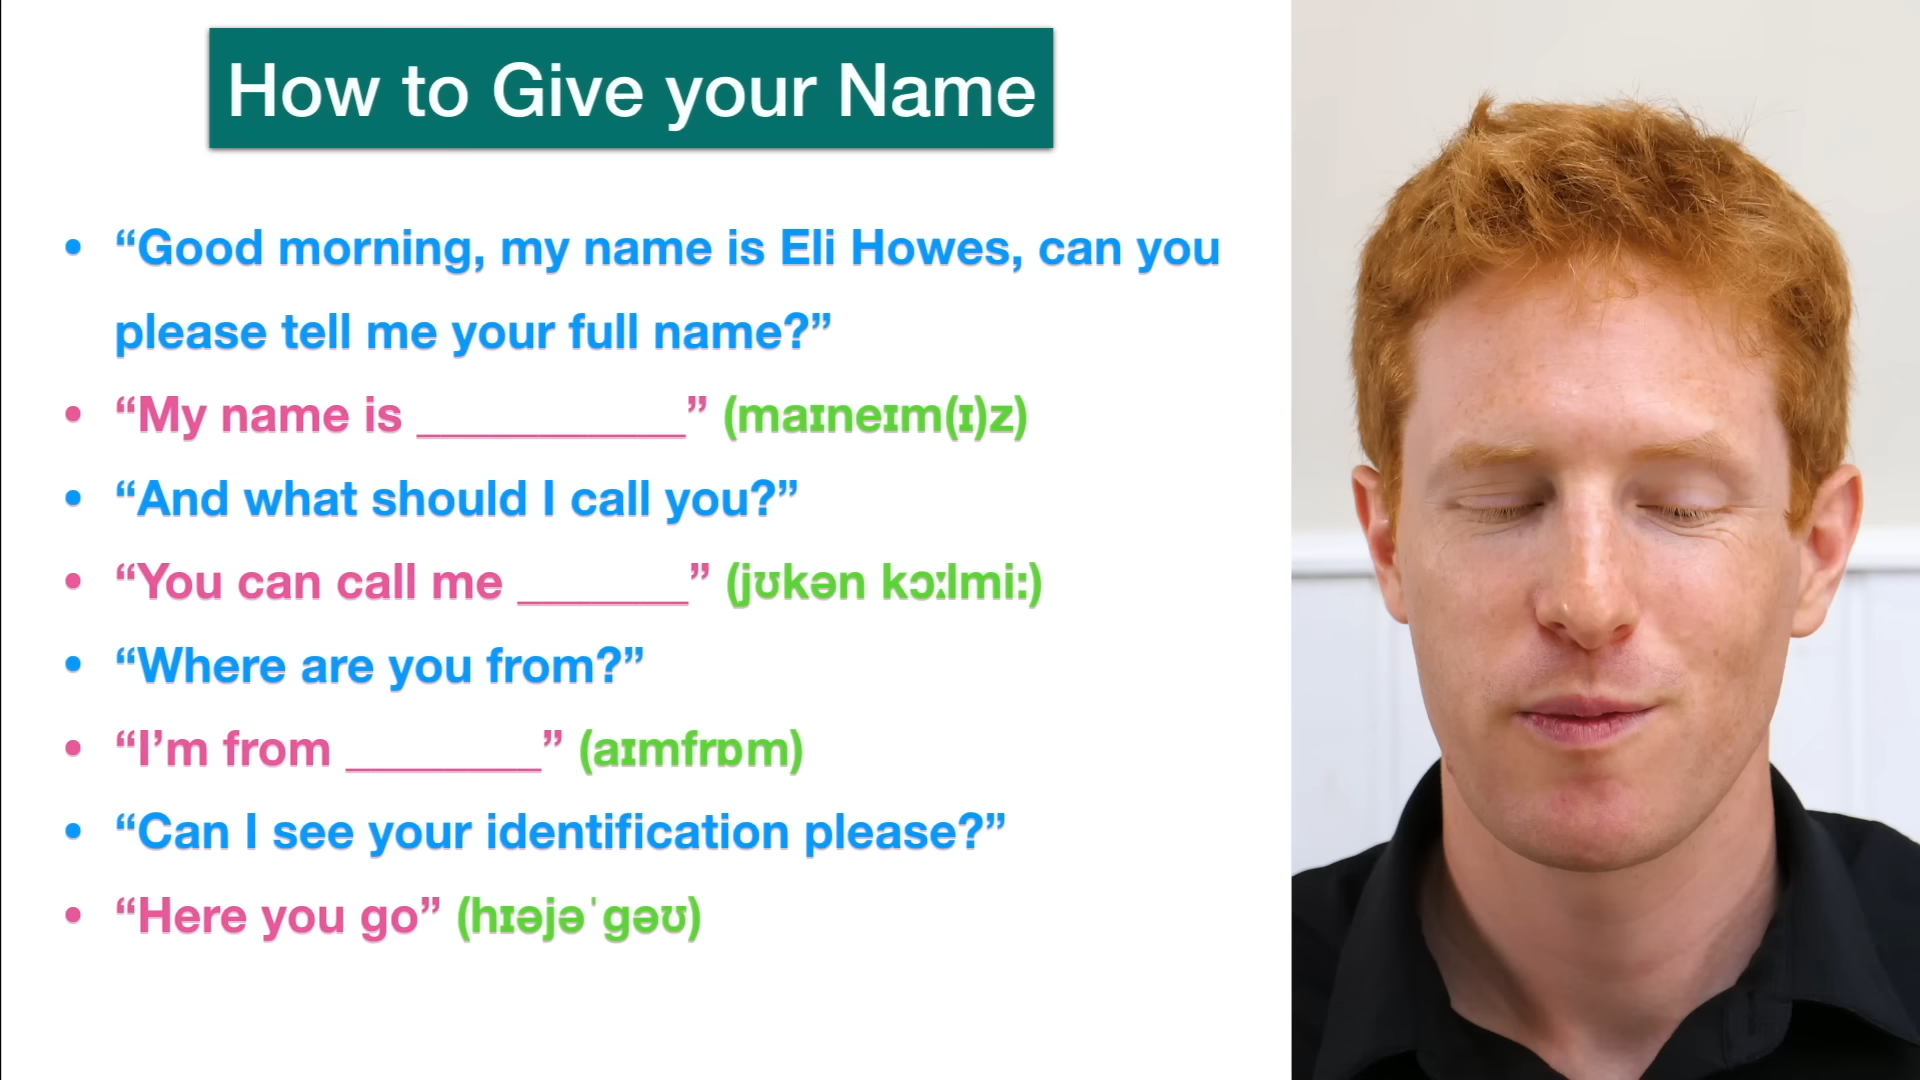 How to Give your Name
• “Good morning, my name is Eli Howes, can you
please tell me your full name?”
• “My name is ___________” (maɪneɪm(ɪ)z)
• “And what should I call you?”
• “You can call me _______” (jʊkən kɔːlmi:)
• “Where are you from?”
• “I’m from ________” (aɪmfrɒm)
• “Can I see your identification please?”
• “Here you go” (hɪəjəˈgəʊ)